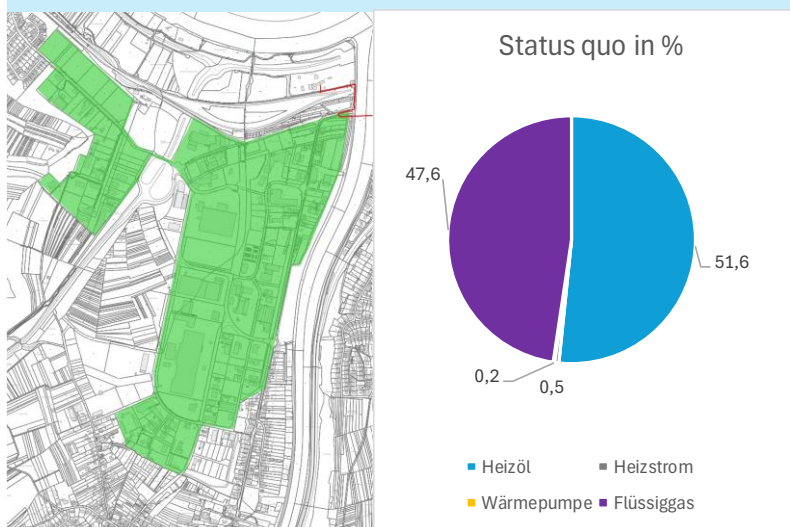 Status quo in %
47,6
51,6
0,2
0,5
Heizöl
Heizstrom
Wärmepumpe
Flüssiggas